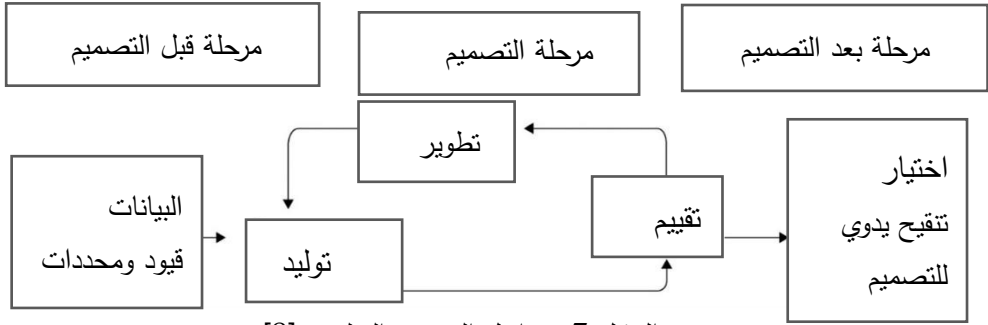 مرحلة قبل التصميم
مرحلة التصميم
مرحلة بعد التصميم
البيانات
قيود ومحددات
توليد
تطوير
تقييم
اختيار
تنقيح يدوي
للتصميم